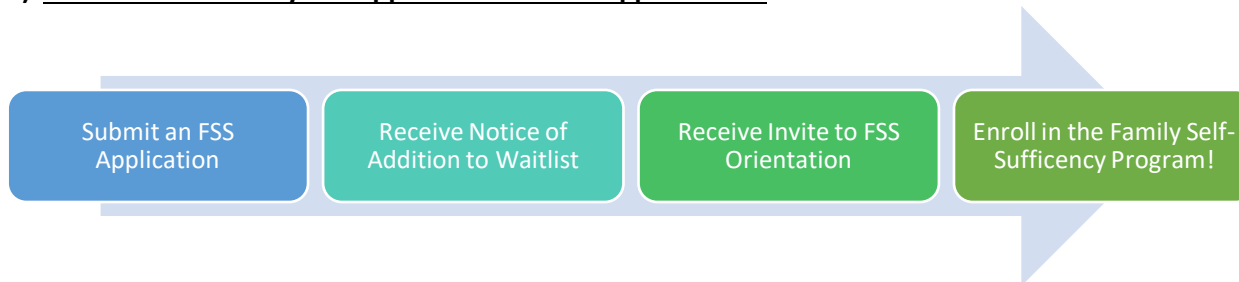 Submit an FSS
Application
Receive Notice of
Addition to Waitlist
Receive Invite to FSS
Orientation
Enroll in the Family Self-
Sufficency Program!